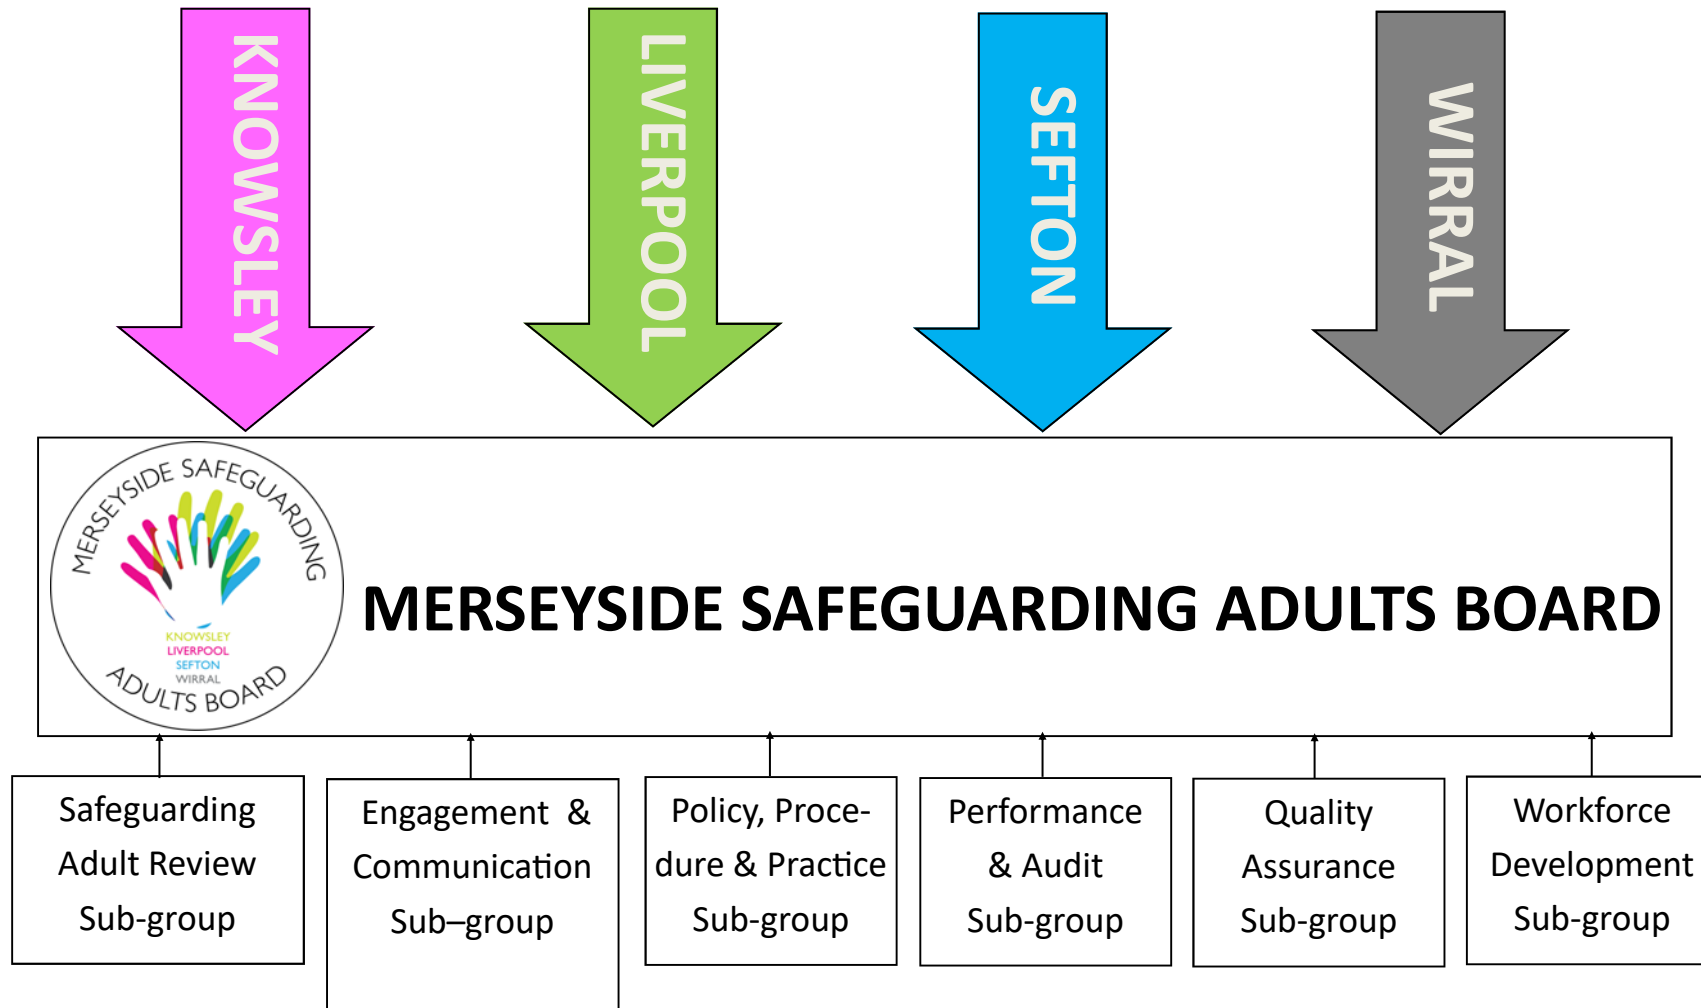 KNOWSLEY
LIVERPOOL
SEFTON
WIRRAL
MERSEYSIDE SAFEGUARDING
KNOWSLEY
LIVERPOOL
SEFTON
WIRRAL
ADULTS BOARD
MERSEYSIDE SAFEGUARDING ADULTS BOARD
Safeguarding
Adult Review
Sub-group
Engagement &
Communication
Sub–group
Policy, Proce-
dure & Practice
Sub-group
Performance
& Audit
Sub-group
Quality
Assurance
Sub-group
Workforce
Development
Sub-group